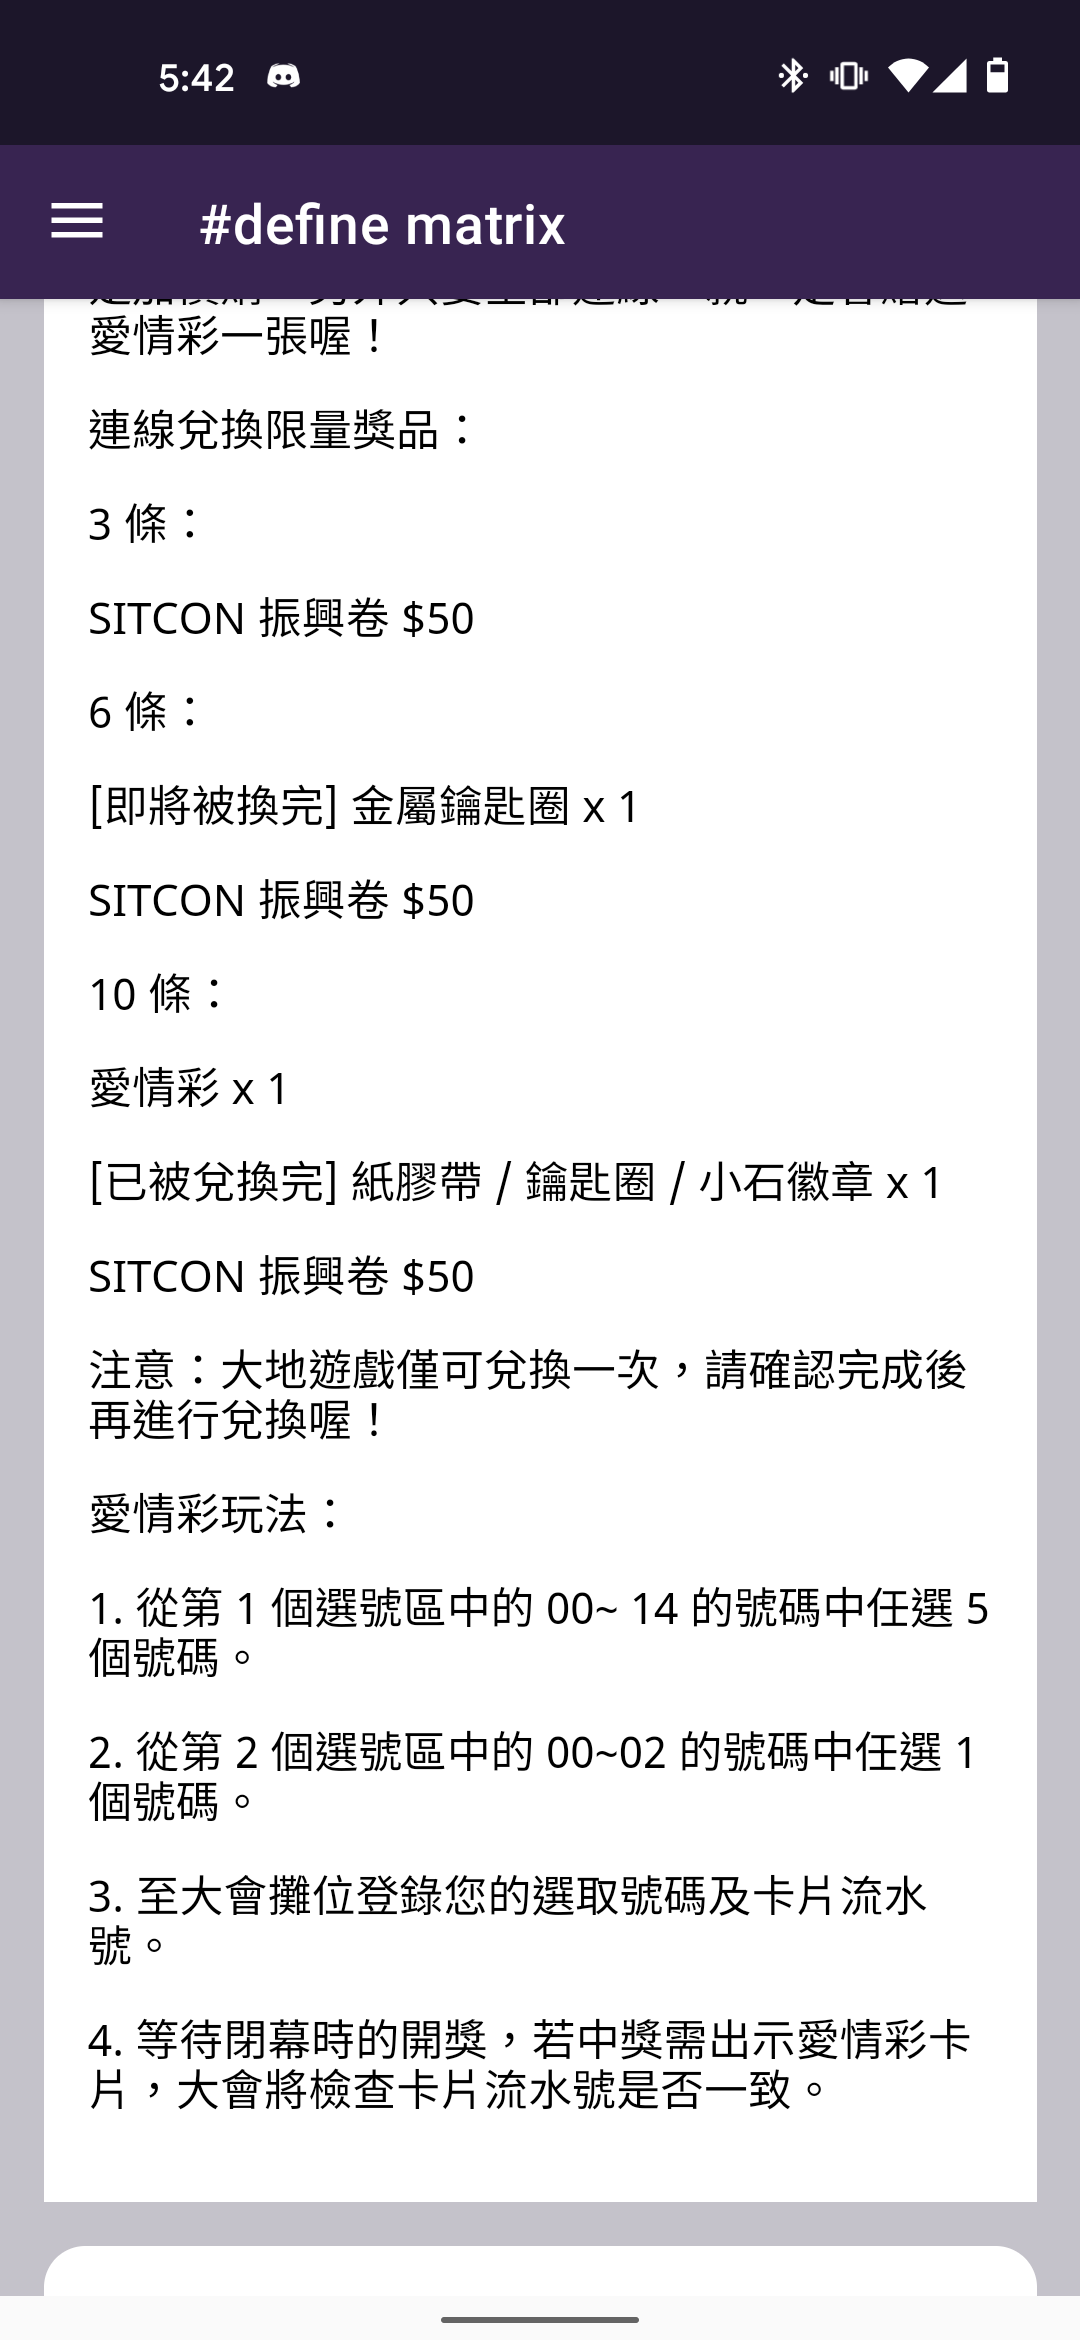 5:42
#define matrix
愛情彩一張喔！
連線兌換限量獎品：
3 條：
SITCON 振興卷 $50
6 條：
[即將被換完] 金屬鑰匙圈 x 1
SITCON 振興卷 $50
10 條：
愛情彩 x 1
[已被兌換完] 紙膠帶 / 鑰匙圈 / 小石徽章 x 1
SITCON 振興卷 $50
注意：大地遊戲僅可兌換一次，請確認完成後
再進行兌換喔！
愛情彩玩法：
1. 從第 1 個選號區中的 00~ 14 的號碼中任選 5
個號碼。
2. 從第 2 個選號區中的 00~02 的號碼中任選 1
個號碼。
3. 至大會攤位登錄您的選取號碼及卡片流水
號。
4. 等待閉幕時的開獎，若中獎需出示愛情彩卡
片，大會將檢查卡片流水號是否一致。